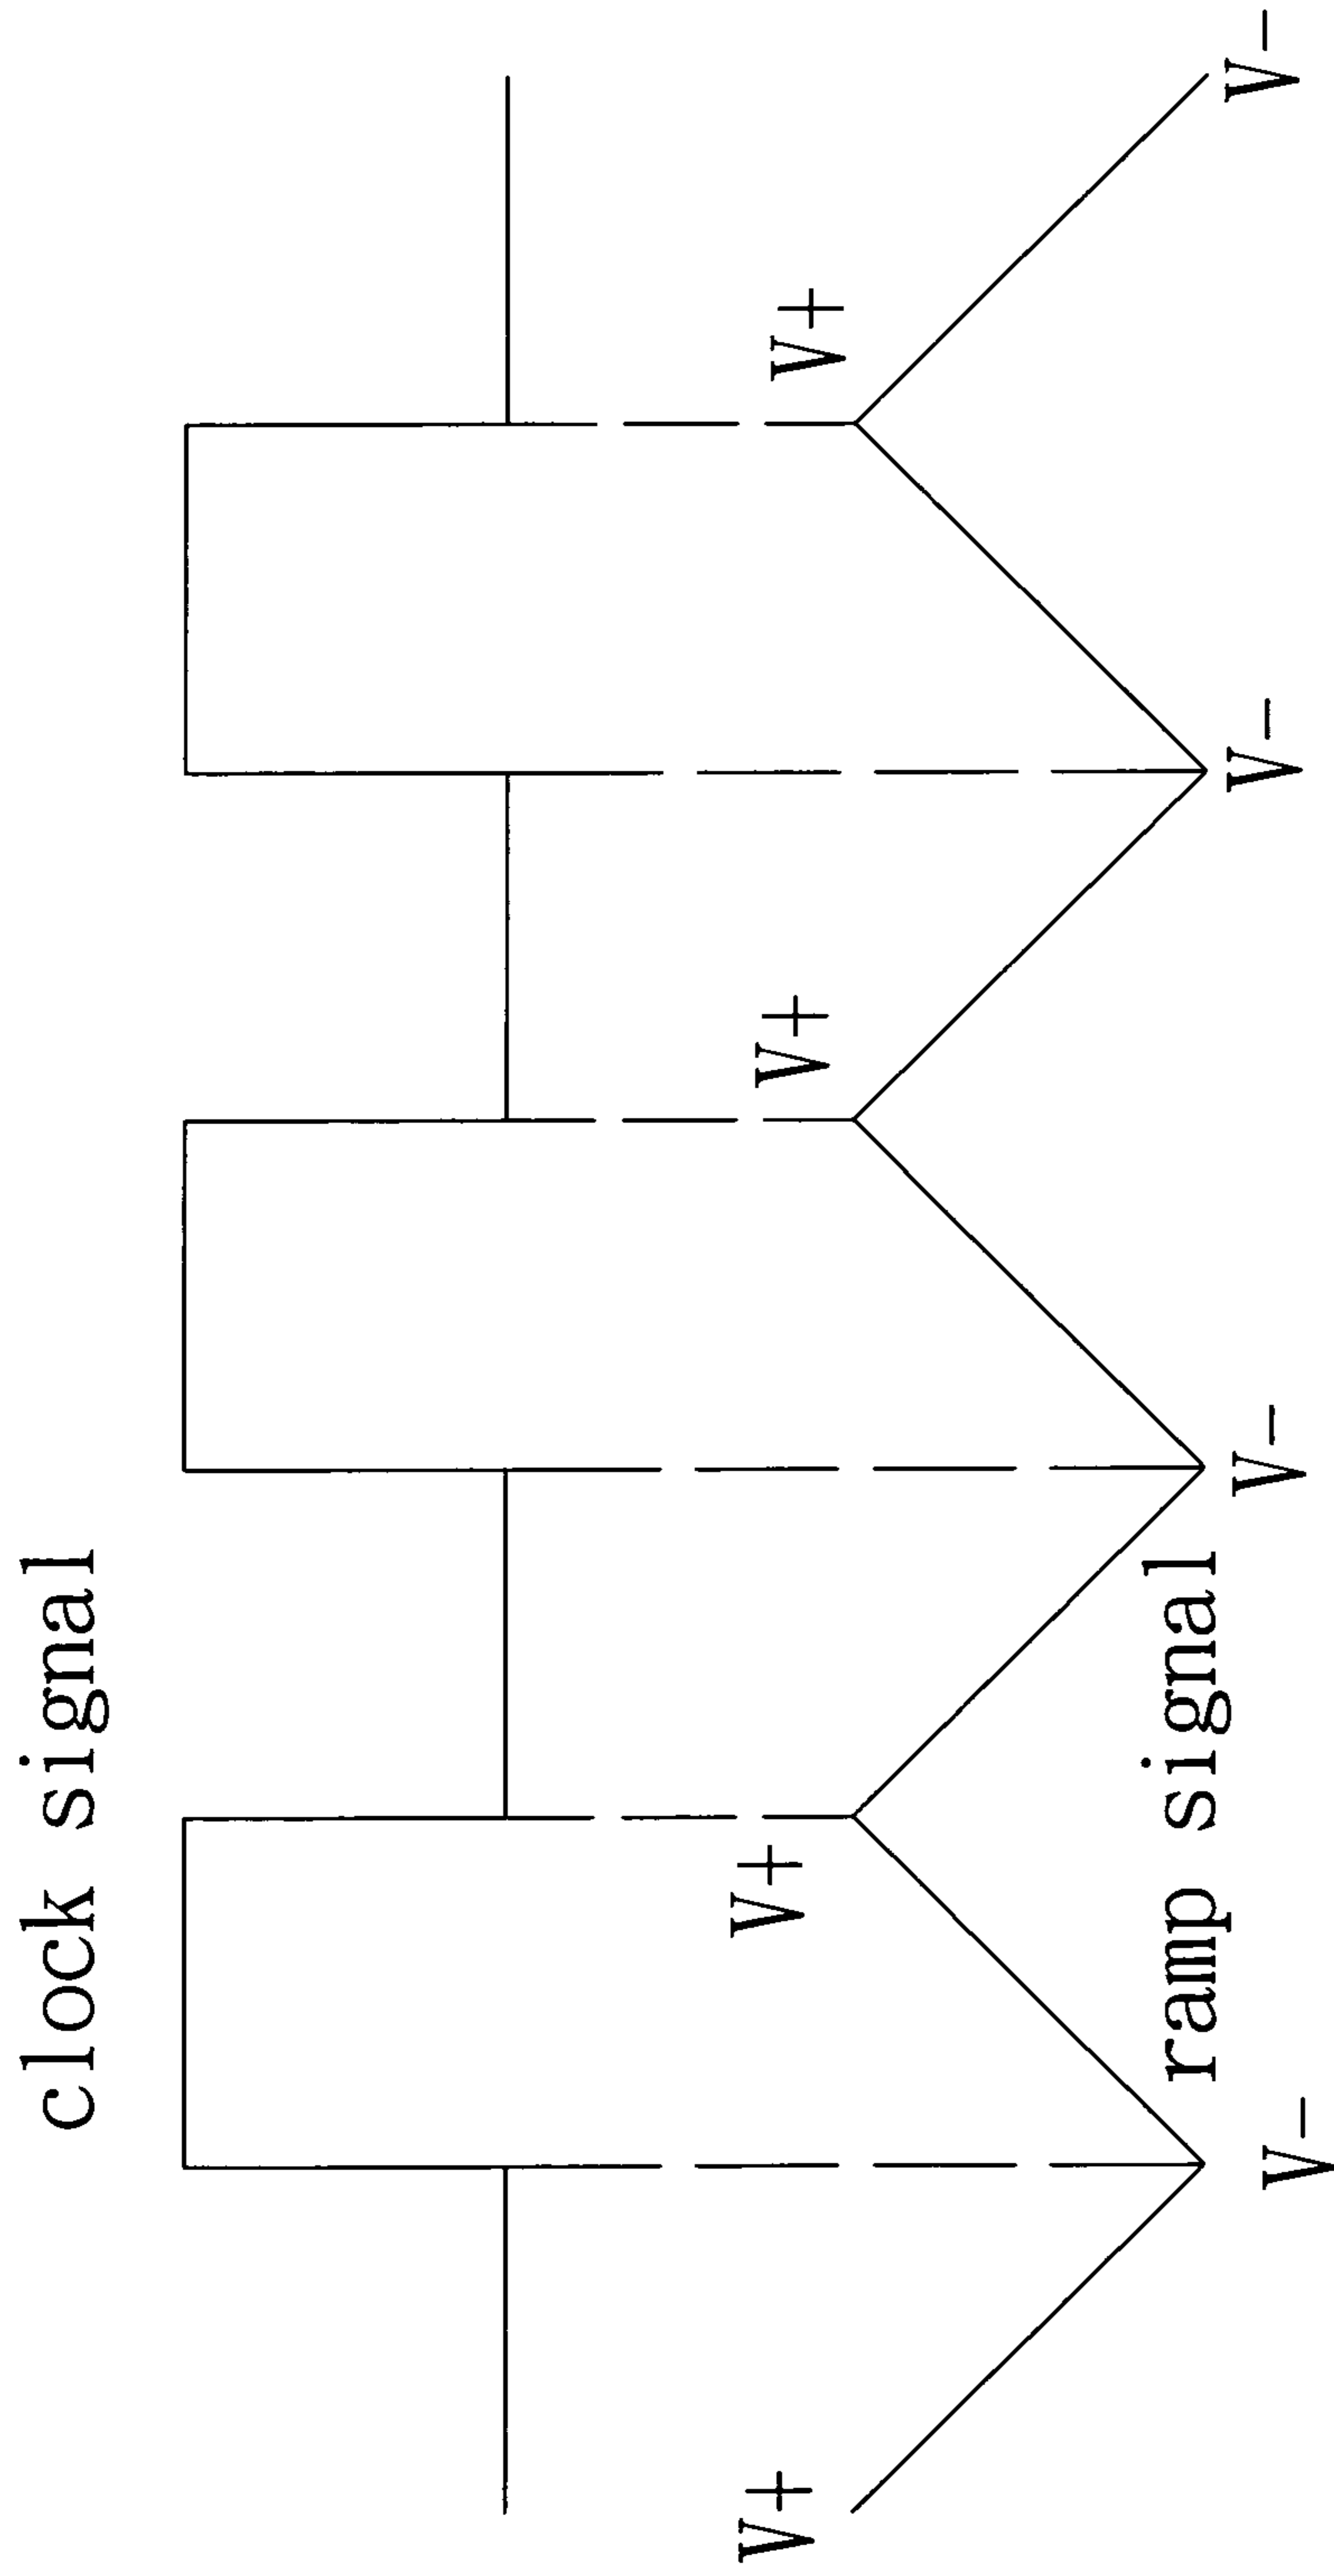 clock signal
V+
V+
V+
V+
ramp signal
V-
V-
V-
V-